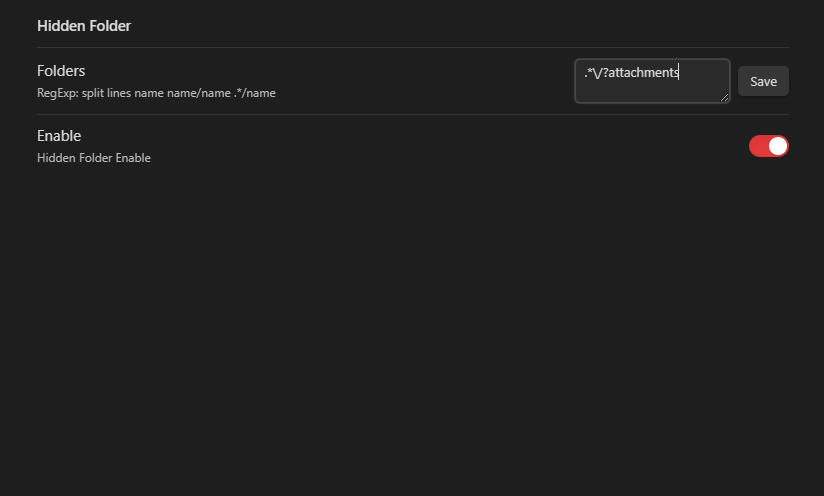 Hidden Folder
Folders
RegExp: split lines name name/name .*/name
.*\/?attachments
Save
Enable
Hidden Folder Enable